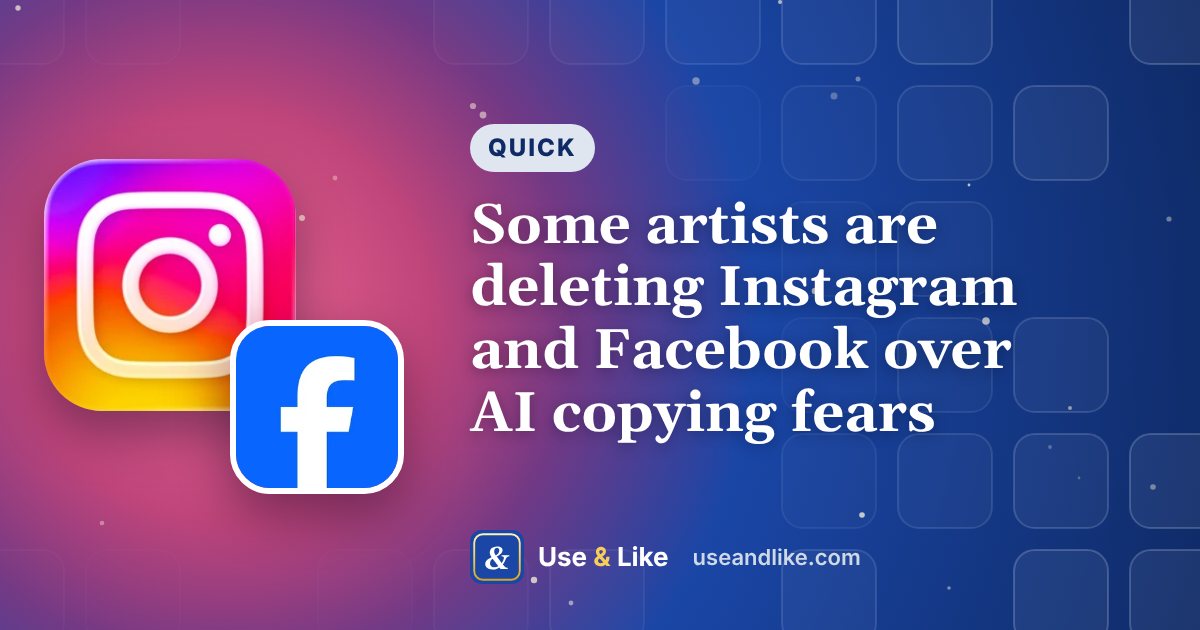 QUICK
Some artists are
deleting Instagram
and Facebook over
AI copying fears
& Use & Like useandlike.com